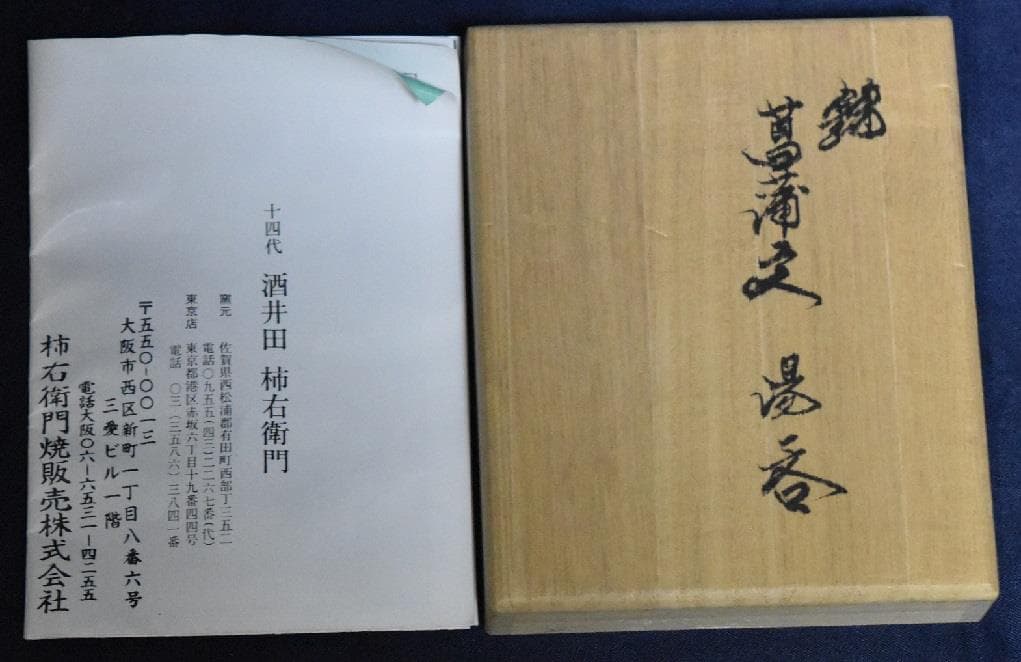 十四代 酒井田 柿右衛門
窯元 佐賀県西松浦郡有田町西部丁三五二
電話〇九五五(四三)二二六七番(代)
東京店 東京都港区赤坂六丁目十九番四四号
電話 〇三(三五八六)三八四一番
〒五五〇-〇〇一三
大阪市西区新町一丁目八番六号
三愛ビル一階
電話大阪〇六-六五三一-四二五五
柿右衛門焼販売株式会社
錦
菖蒲文 湯呑